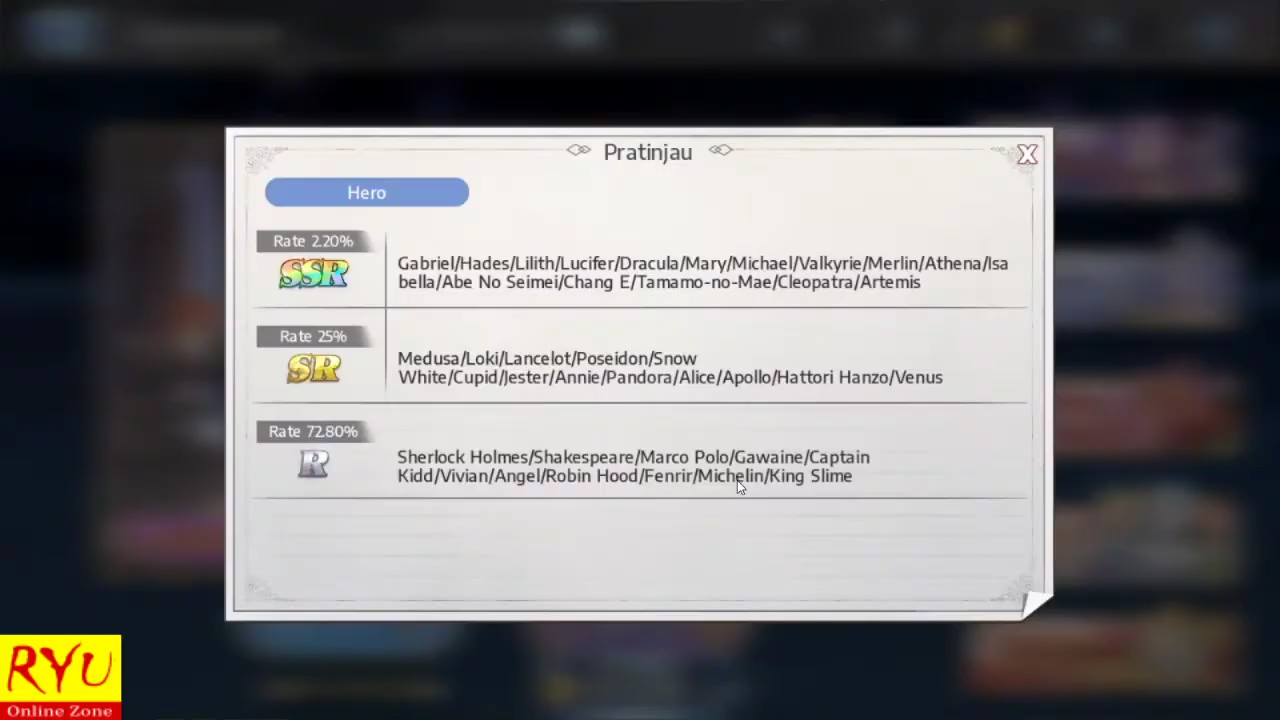 Pratinjau
X
Hero
Rate 2.20%
SSR
Gabriel/Hades/Lilith/Lucifer/Dracula/Mary/Michael/Valkyrie/Merlin/Athena/Isa
bella/Abe No Seimei/Chang E/Tamamo-no-Mae/Cleopatra/Artemis
Rate 25%
SR
Medusa/Loki/Lancelot/Poseidon/Snow
White/Cupid/Jester/Annie/Pandora/Alice/Apollo/Hattori Hanzo/Venus
Rate 72.80%
R
Sherlock Holmes/Shakespeare/Marco Polo/Gawaine/Captain
Kidd/Vivian/Angel/Robin Hood/Fenrir/Michelin/King Slime
RYU
Online Zone